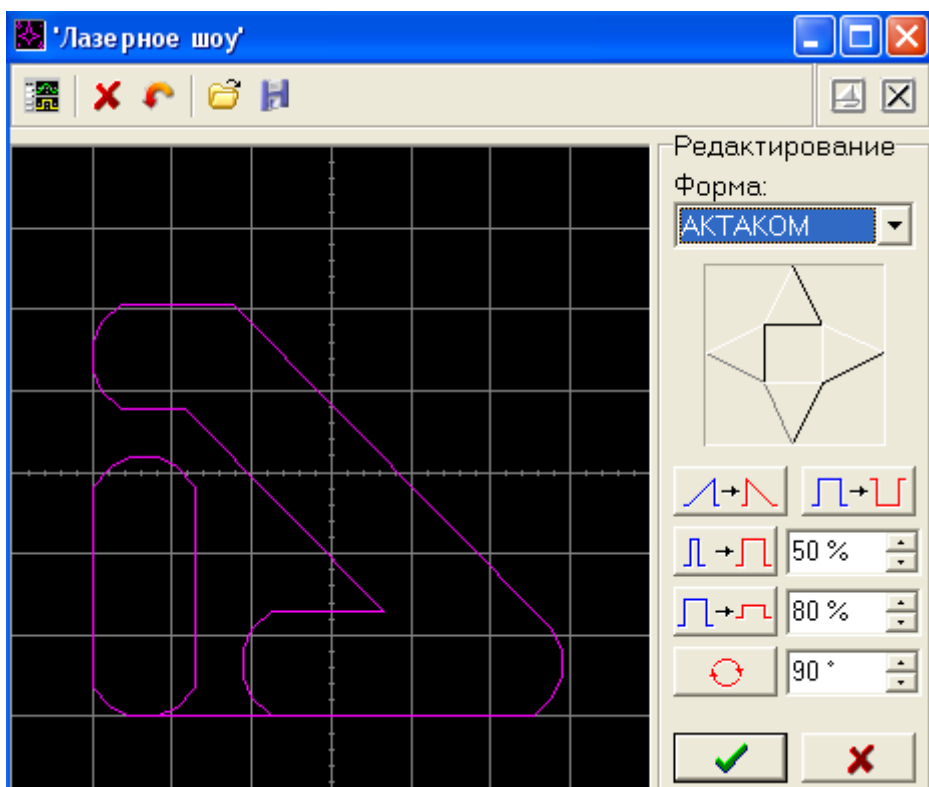 'Лазерное шоу'
Редактирование
Форма:
АКТАКОМ
50 %
80 %
90 °